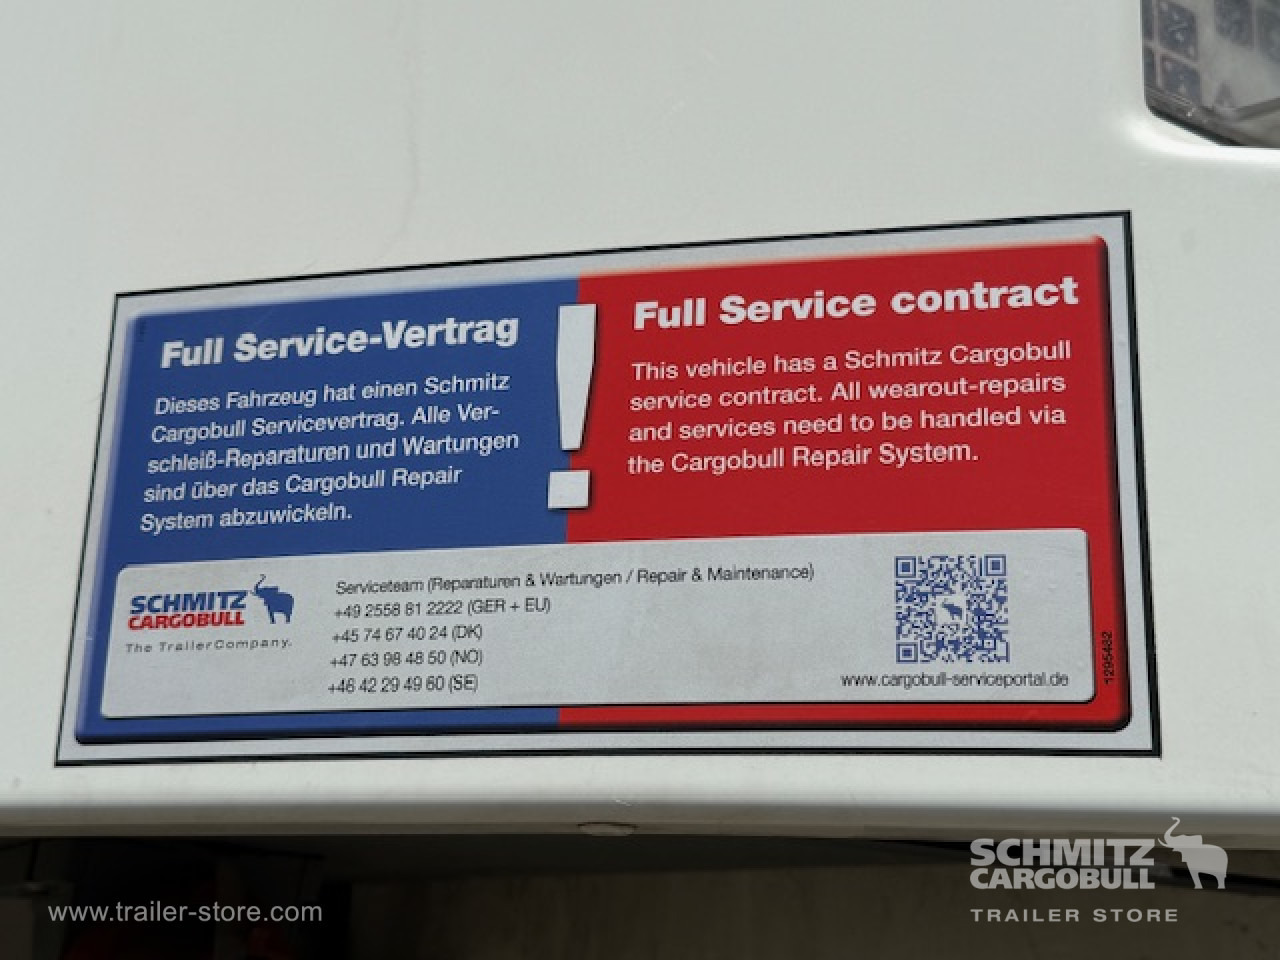 Full Service-Vertrag
Dieses Fahrzeug hat einen Schmitz
Cargobull Servicevertrag. Alle Ver-
schleiß-Reparaturen und Wartungen
sind über das Cargobull Repair
System abzuwickeln.
!
Full Service contract
This vehicle has a Schmitz Cargobull
service contract. All wearout-repairs
and services need to be handled via
the Cargobull Repair System.
SCHMITZ
CARGOBULL
The TrailerCompany.
Serviceteam (Reparaturen & Wartungen / Repair & Maintenance)
+49 2558 81 2222 (GER + EU)
+45 74 67 40 24 (DK)
+47 63 98 48 50 (NO)
+46 42 29 49 60 (SE)
www.cargobull-serviceportal.de
1295482
www.trailer-store.com
SCHMITZ
CARGOBULL
TRAILER STORE